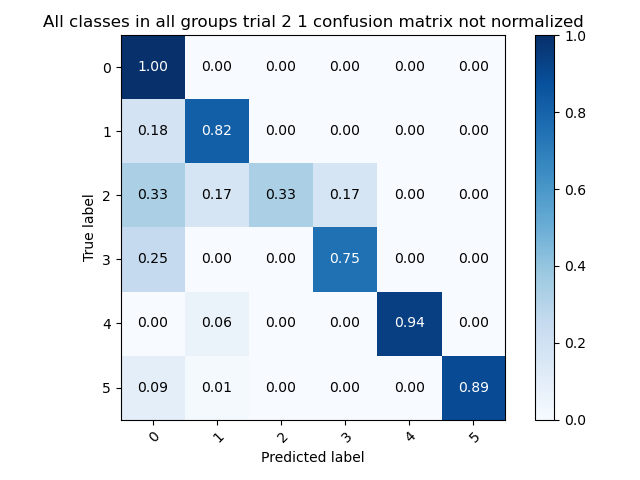 All classes in all groups trial 2 1 confusion matrix not normalized
1.0
0 1.00 0.00 0.00 0.00 0.00 0.00
0.8
1 0.18 0.82 0.00 0.00 0.00 0.00
2 0.33 0.17 0.33 0.17 0.00 0.00
0.6
True label
3 0.25 0.00 0.00 0.75 0.00 0.00
0.4
4 0.00 0.06 0.00 0.00 0.94 0.00
0.2
5 0.09 0.01 0.00 0.00 0.00 0.89
0.0
0 1 2 3 4 5
Predicted label